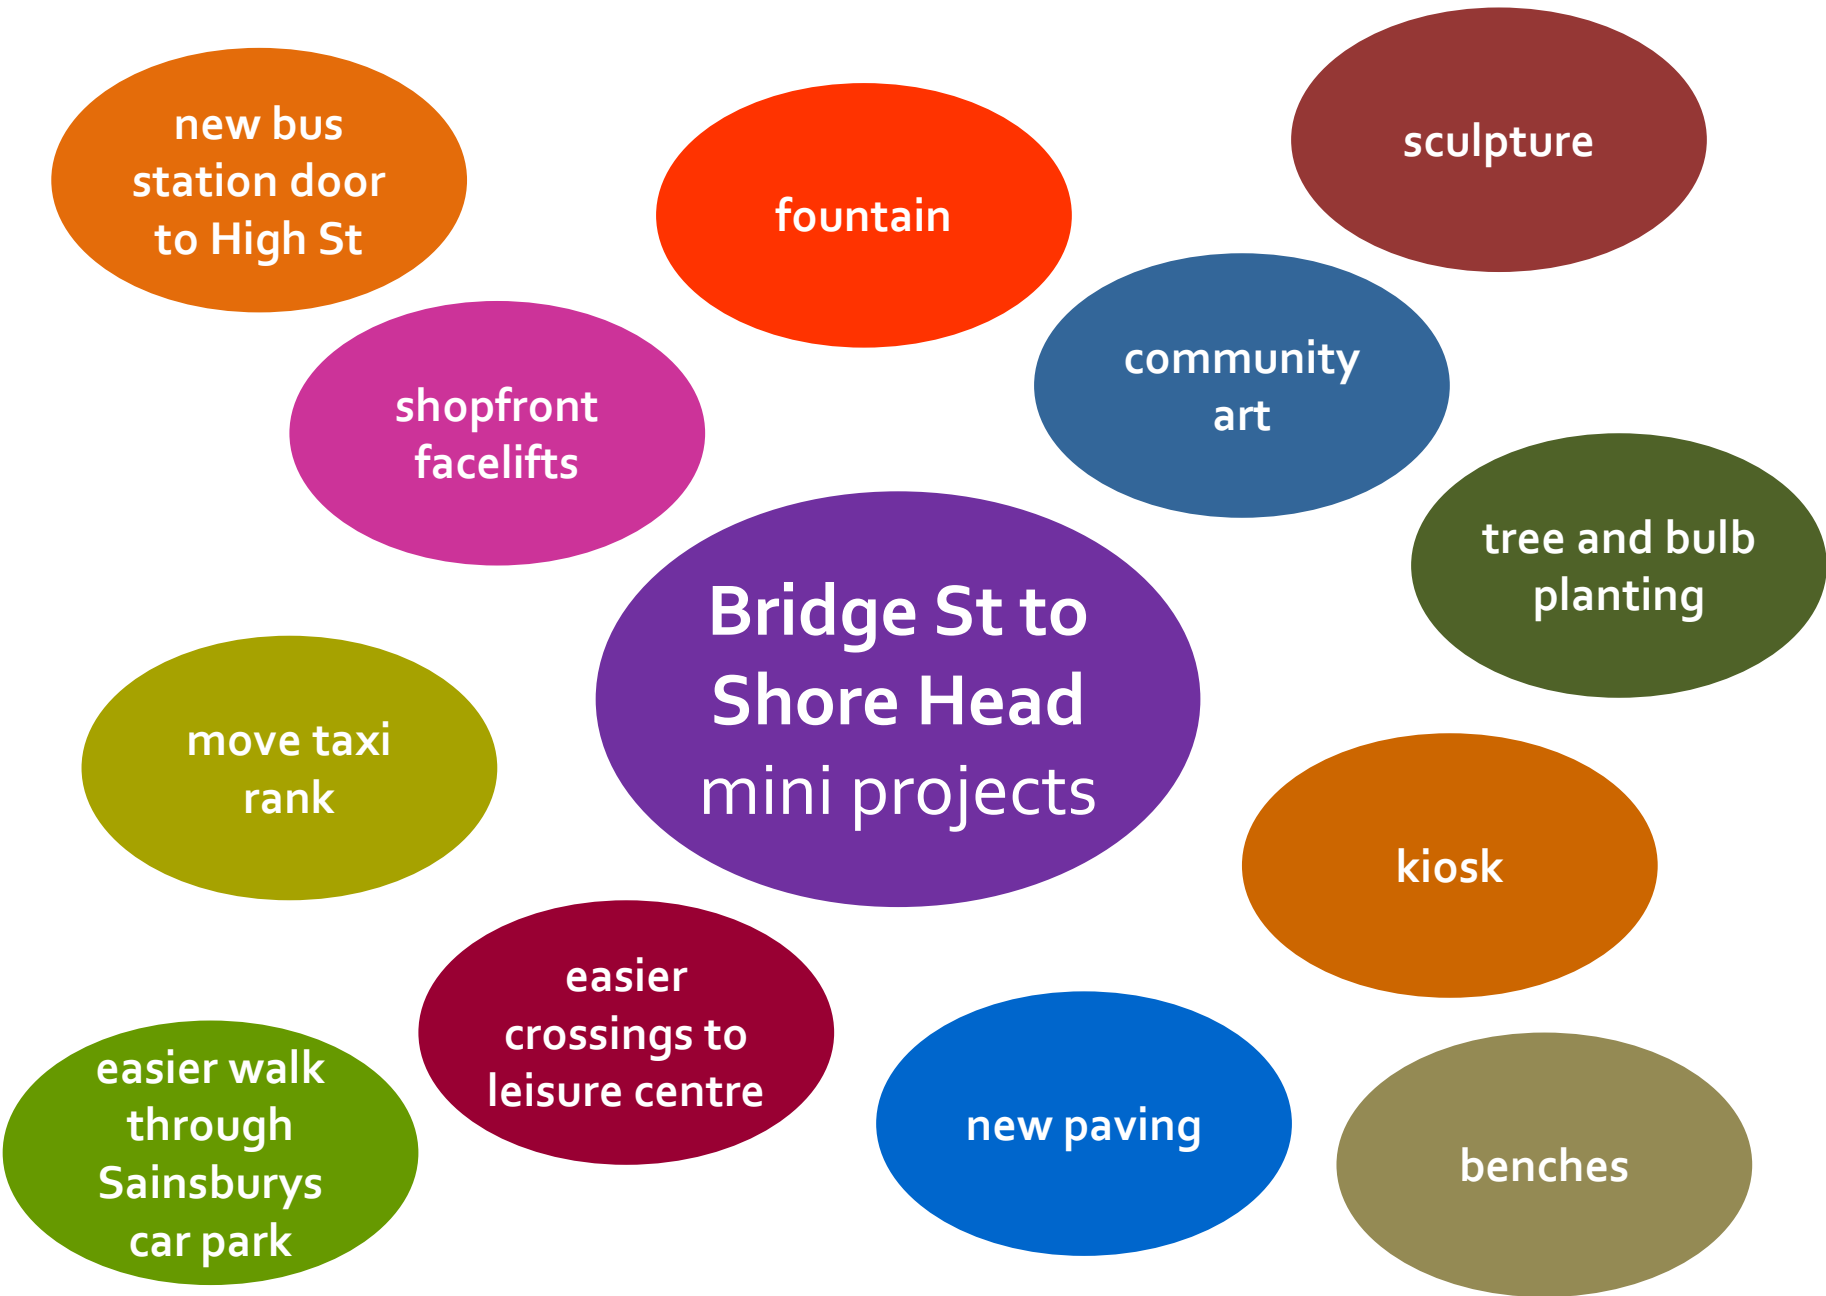 new bus
station door
to High St
fountain
sculpture
shopfront
facelifts
community
art
tree and bulb
planting
Bridge St to
Shore Head
mini projects
move taxi
rank
kiosk
easier
crossings to
leisure centre
easier walk
through
Sainsburys
car park
new paving
benches